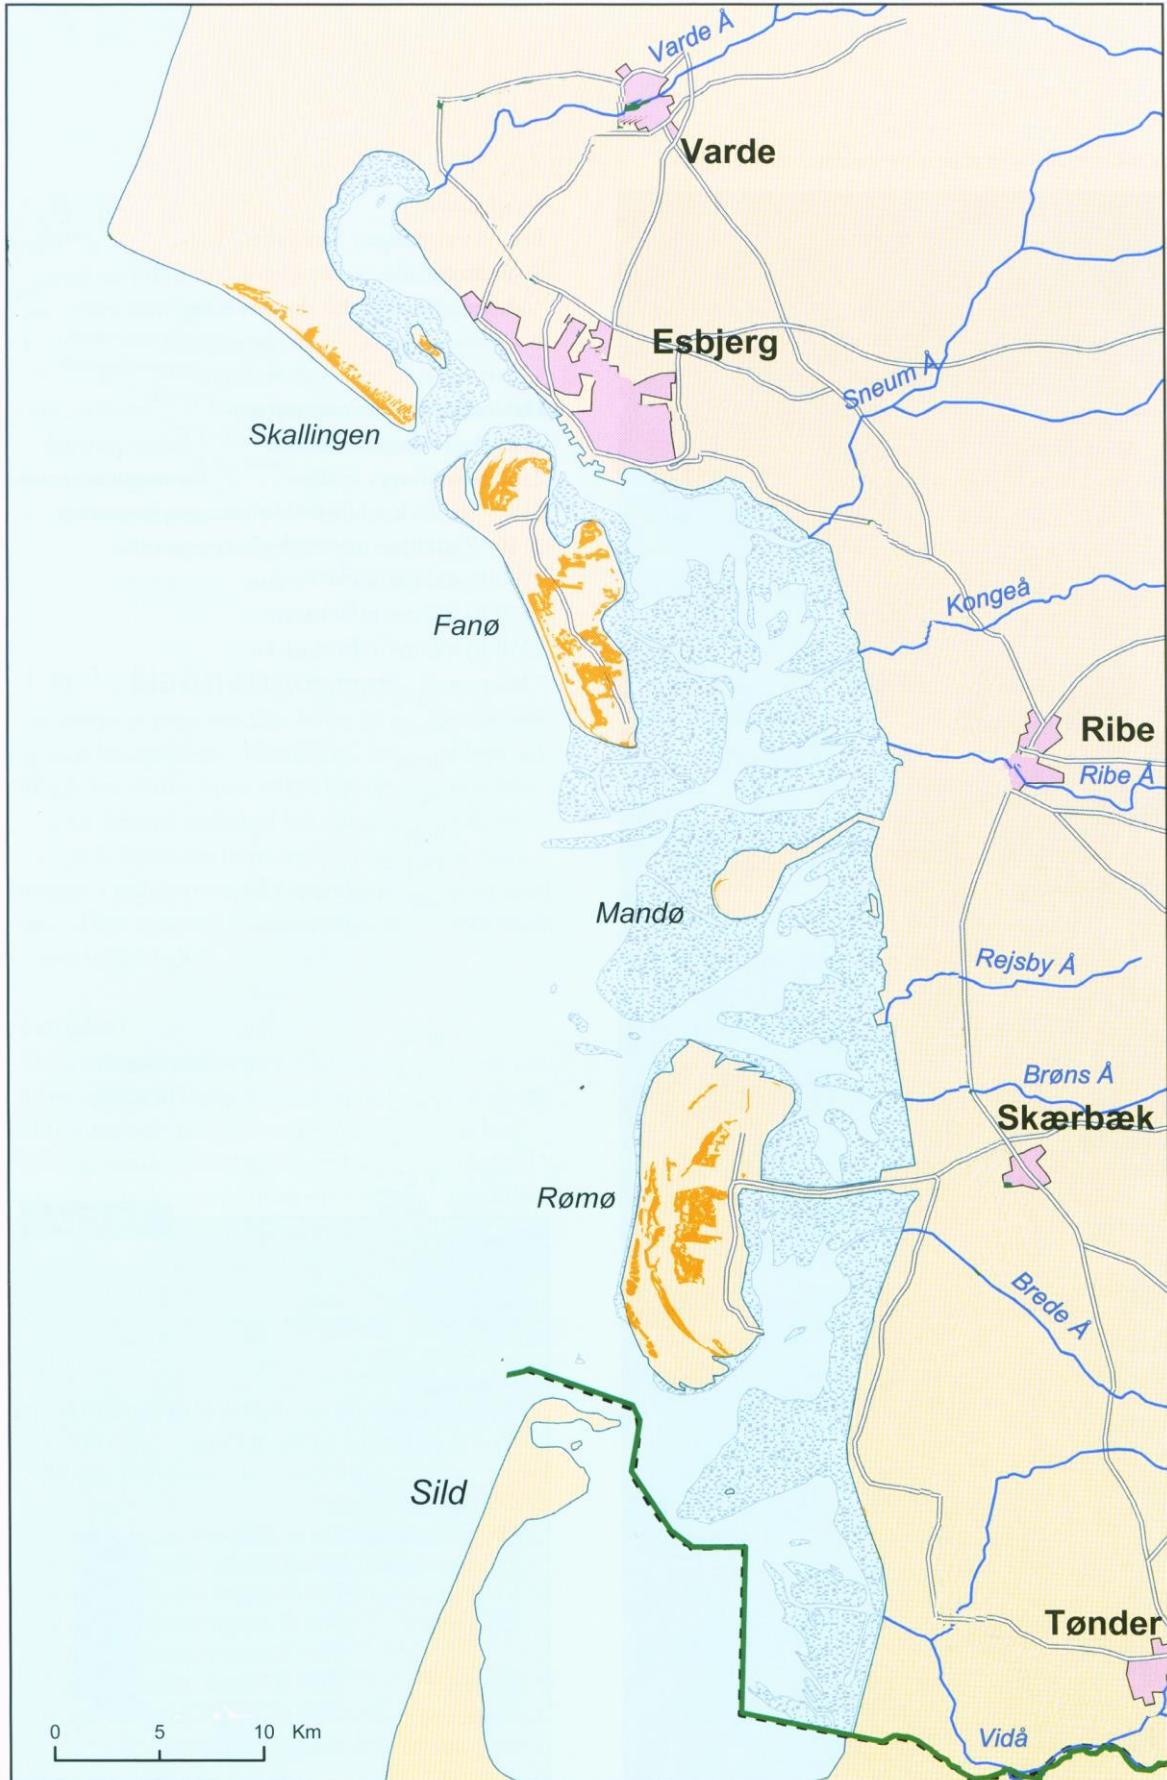 Varde Å
Varde
Esbjerg
Sneum Å
Skallingen
Kongeå
Fanø
Ribe
Ribe Å
Mandø
Rejsby Å
Brøns Å
Skærbæk
Rømø
Brede Å
Sild
Tønder
0 5 10 Km
Vidå